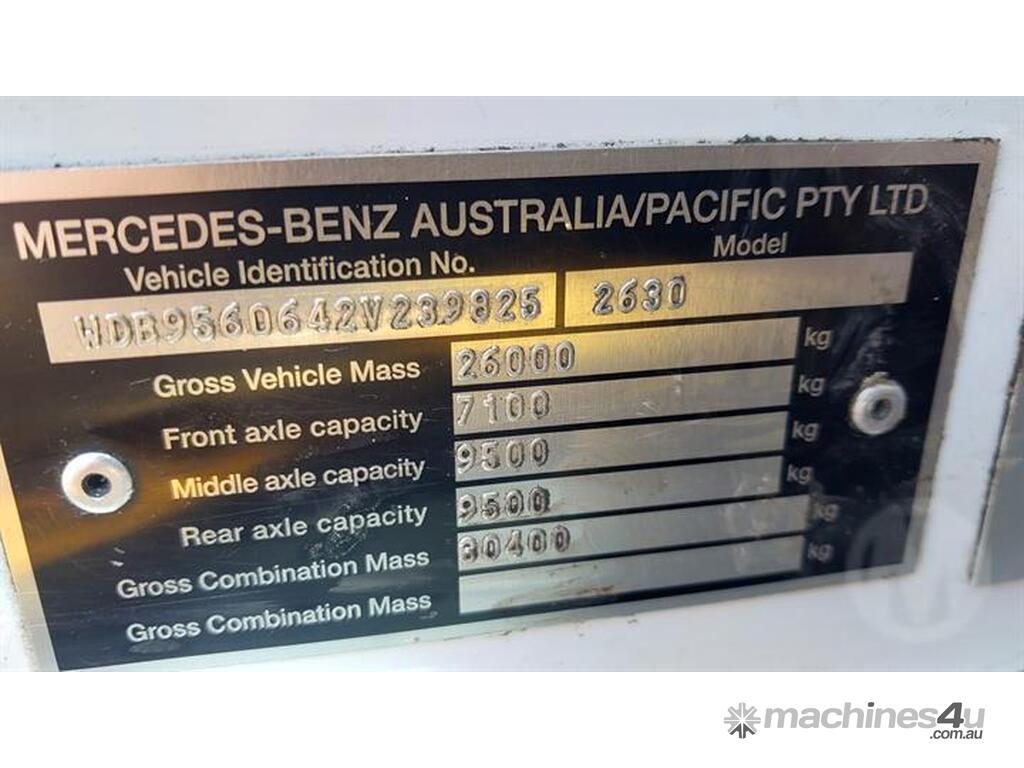 MERCEDES-BENZ AUSTRALIA/PACIFIC PTY LTD
Vehicle Identification No. Model
WDB9560642V239825 2630
Gross Vehicle Mass 26000 kg
Front axle capacity 7100 kg
Middle axle capacity 9500 kg
Rear axle capacity 9500 kg
Gross Combination Mass 30400 kg
Gross Combination Mass kg
machines4u
.com.au